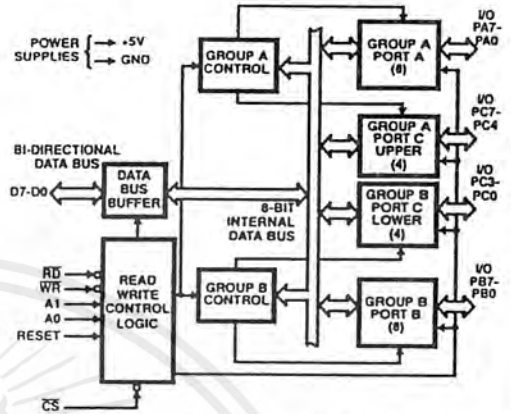 POWER SUPPLIES
+5V
GND
GROUP A
CONTROL
GROUP A
PORT A
(8)
I/O
PA7-
PA0
GROUP A
PORT C
UPPER
(4)
I/O
PC7-
PC4
BI-DIRECTIONAL
DATA BUS
D7-D0
DATA
BUS
BUFFER
8-BIT
INTERNAL
DATA BUS
GROUP B
PORT C
LOWER
(4)
I/O
PC3-
PC0
RD
WR
A1
A0
RESET
READ
WRITE
CONTROL
LOGIC
GROUP B
CONTROL
GROUP B
PORT B
(8)
I/O
PB7-
PB0
CS